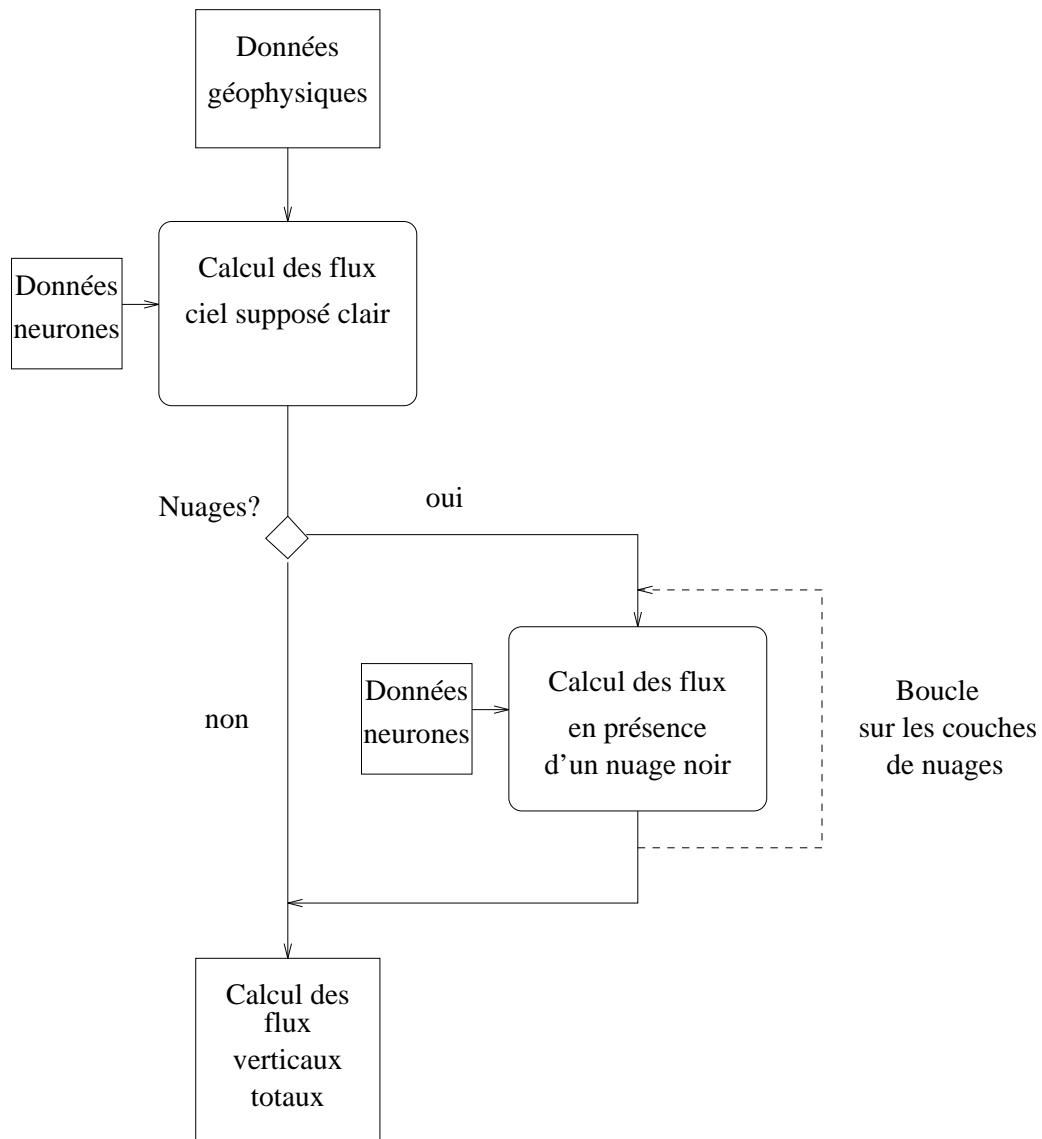 Données
géophysiques
Calcul des flux
ciel supposé clair
Données
neurones
Nuages?
oui
non
Données
neurones
Calcul des flux
en présence
d'un nuage noir
Boucle
sur les couches
de nuages
Calcul des
flux
verticaux
totaux